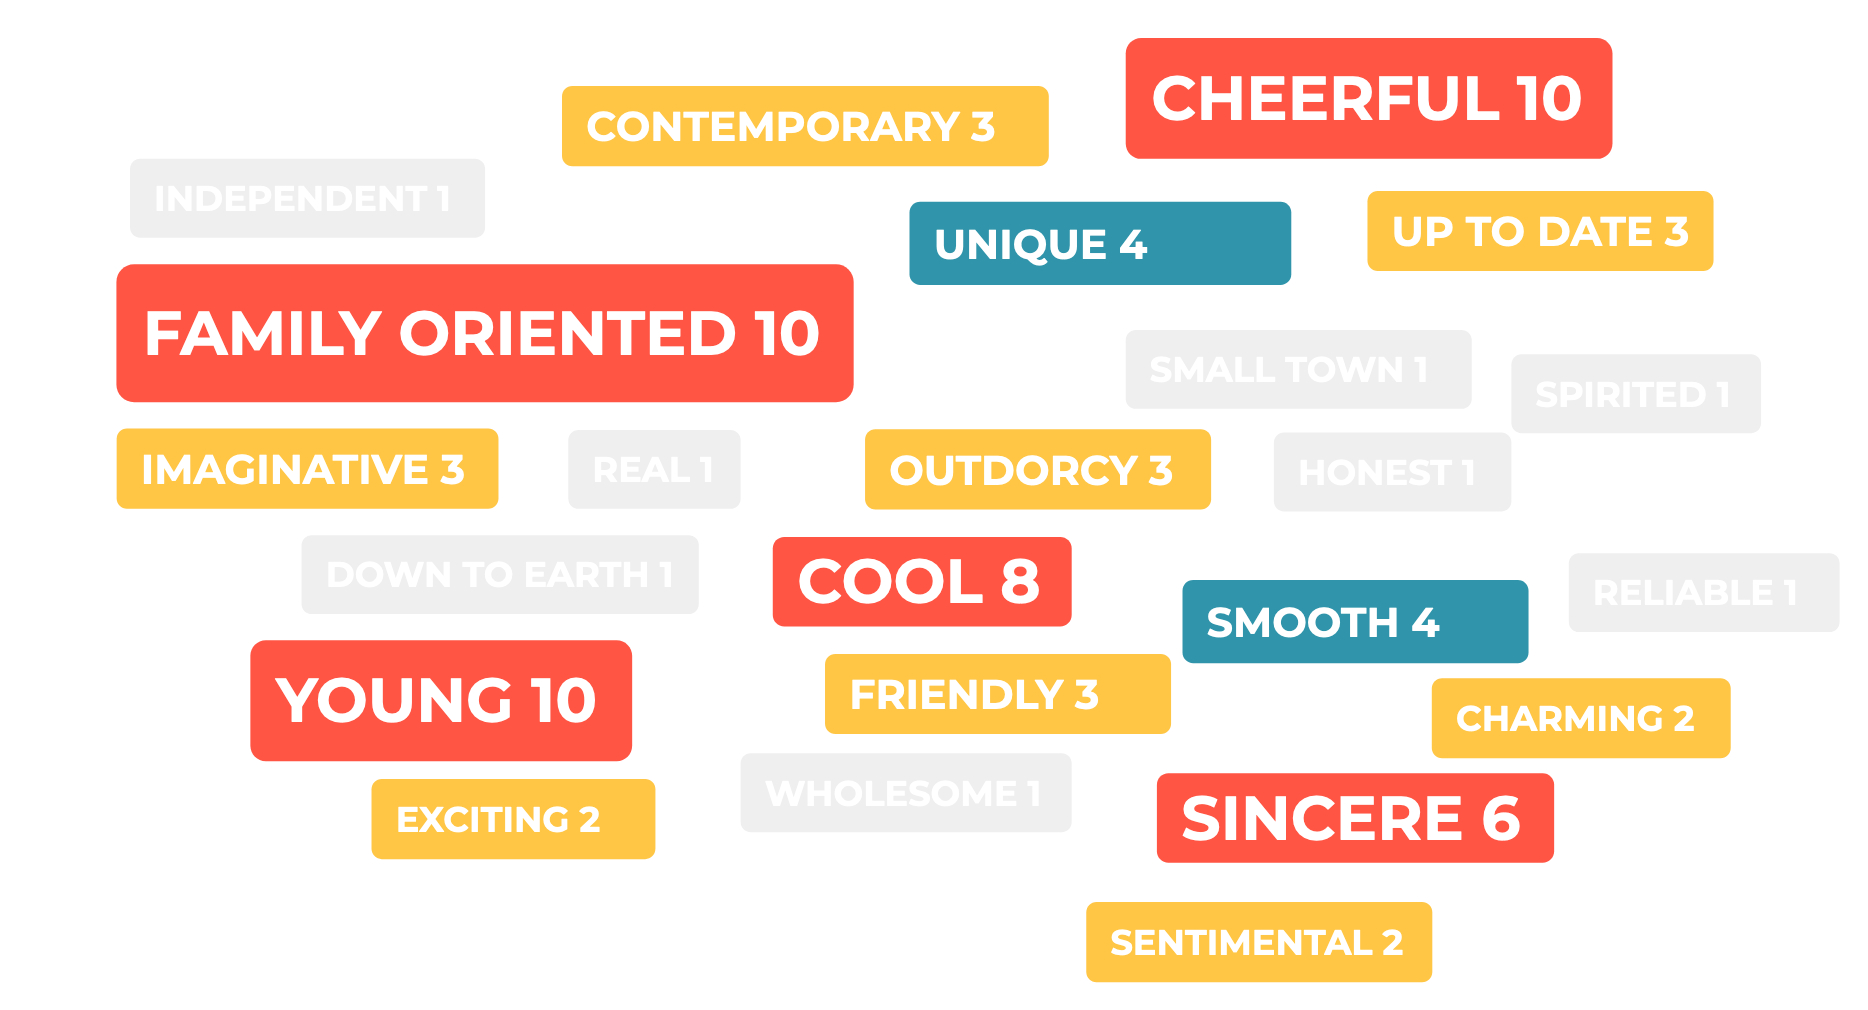 CHEERFUL 10
CONTEMPORARY 3
INDEPENDENT 1
UNIQUE 4
UP TO DATE 3
FAMILY ORIENTED 10
SMALL TOWN 1
SPIRITED 1
IMAGINATIVE 3
REAL 1
OUTDORCY 3
HONEST 1
DOWN TO EARTH 1
COOL 8
RELIABLE 1
SMOOTH 4
YOUNG 10
FRIENDLY 3
CHARMING 2
WHOLESOME 1
EXCITING 2
SINCERE 6
SENTIMENTAL 2